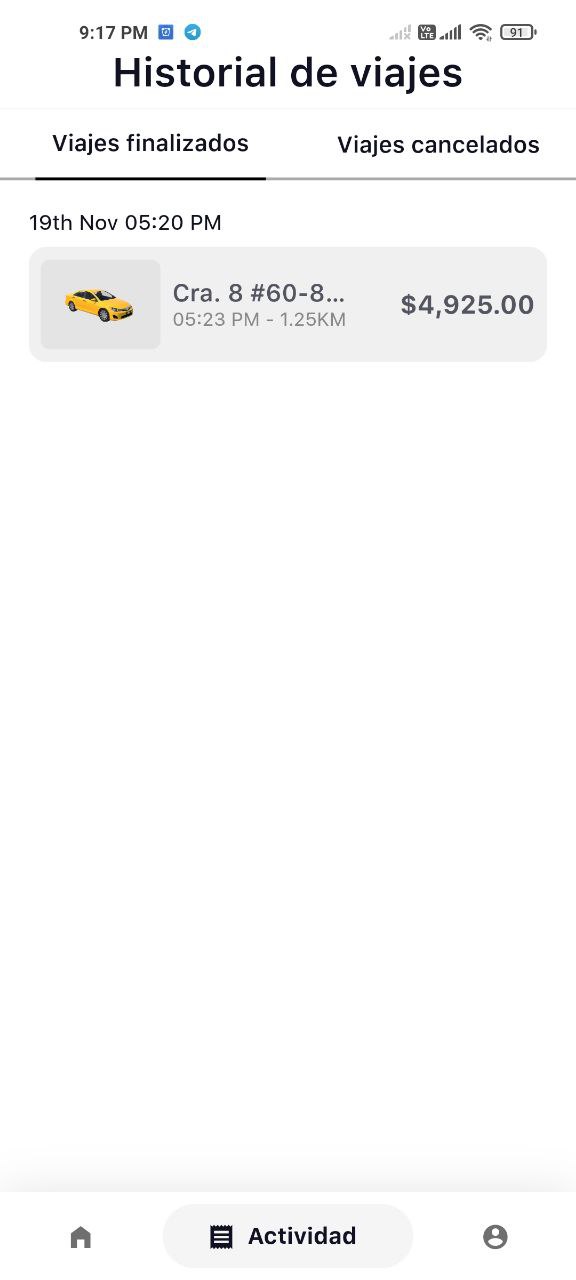 9:17 PM
Vo LTE
91
Historial de viajes
Viajes finalizados
Viajes cancelados
19th Nov 05:20 PM
Cra. 8 #60-8...
$4,925.00
05:23 PM - 1.25KM
Actividad